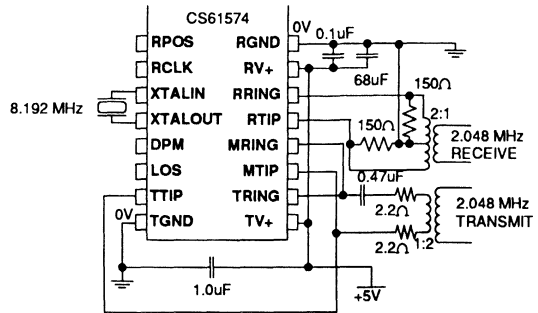 CS61574
0V 0.1uF
RPOS RGND
RCLK RV+ 68uF
XTALIN RRING 150Ω
8.192 MHz 2:1
XTALOUT RTIP 150Ω
DPM MRING 2.048 MHz
RECEIVE
LOS MTIP 0.47uF
TTIP TRING 2.2Ω 2.048 MHz
0V TGND TV+ TRANSMIT
2.2Ω 1:2
1.0uF +5V